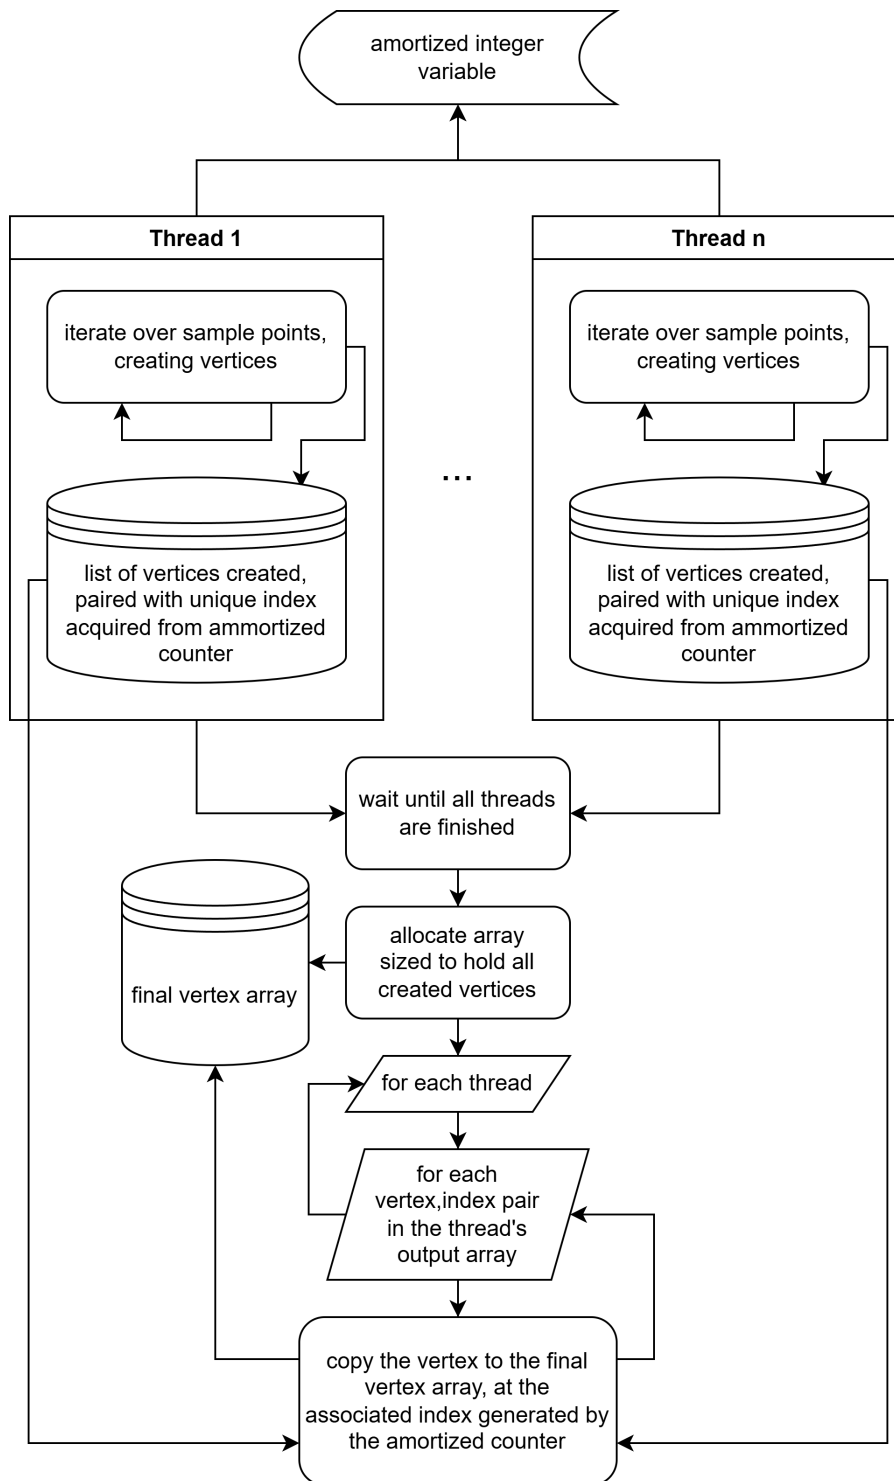 amortized integer
variable
Thread 1
iterate over sample points,
creating vertices
list of vertices created,
paired with unique index
acquired from ammortized
counter
...
Thread n
iterate over sample points,
creating vertices
list of vertices created,
paired with unique index
acquired from ammortized
counter
wait until all threads
are finished
allocate array
sized to hold all
created vertices
final vertex array
for each thread
for each
vertex,index pair
in the thread's
output array
copy the vertex to the final
vertex array, at the
associated index generated by
the amortized counter